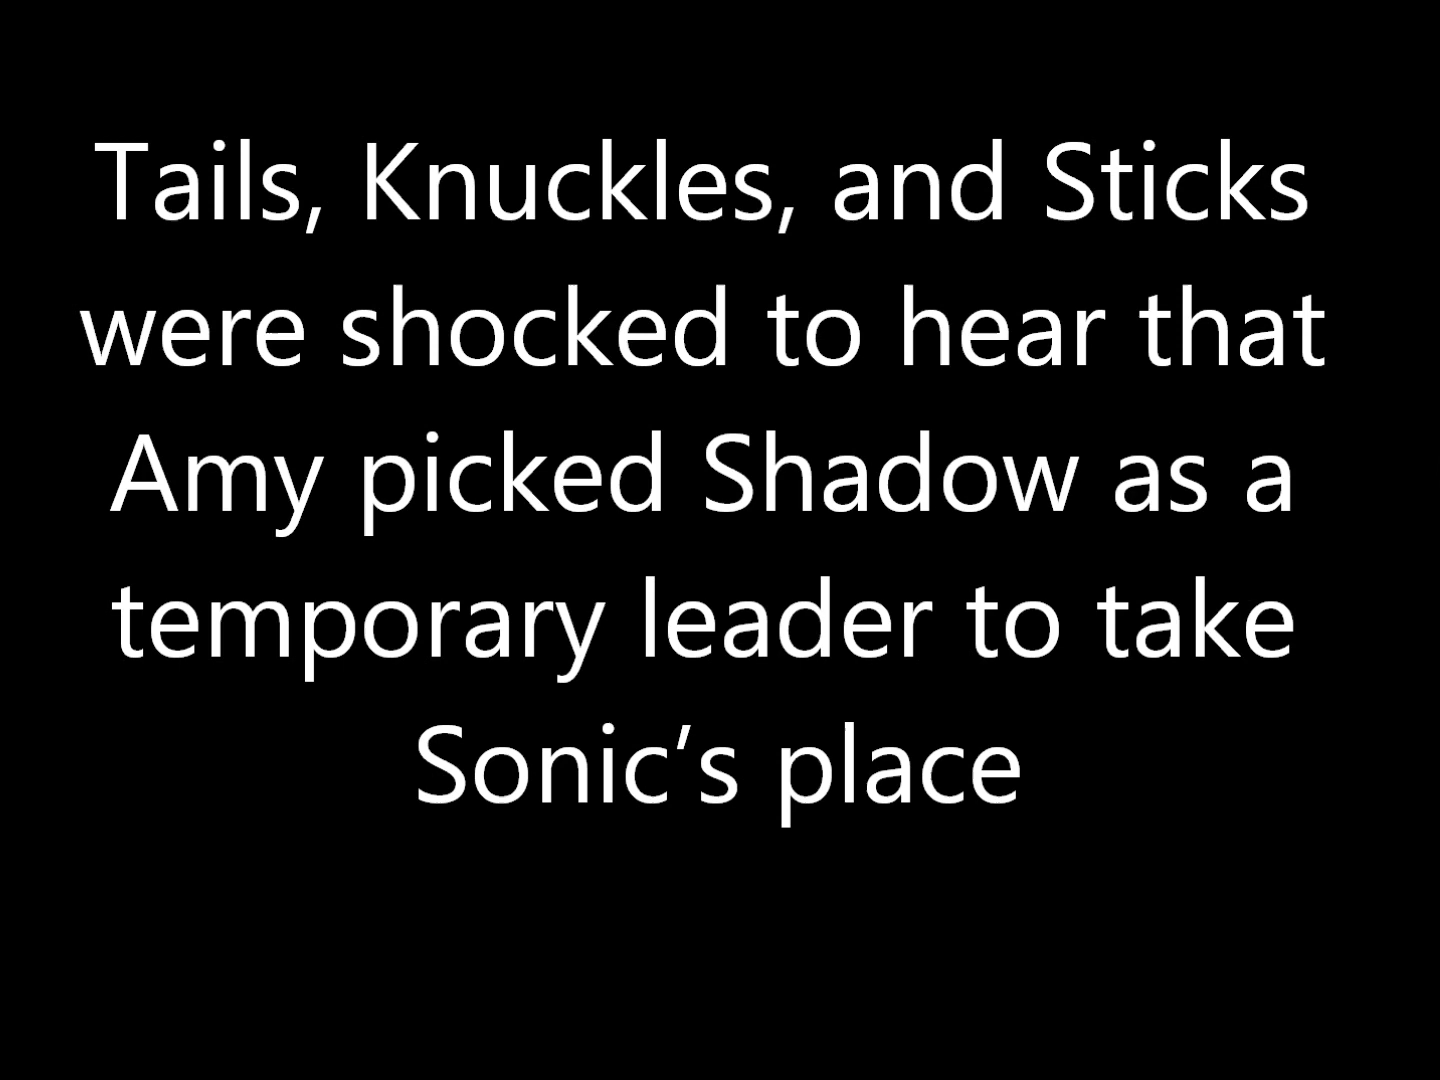 Tails, Knuckles, and Sticks
were shocked to hear that
Amy picked Shadow as a
temporary leader to take
Sonic’s place